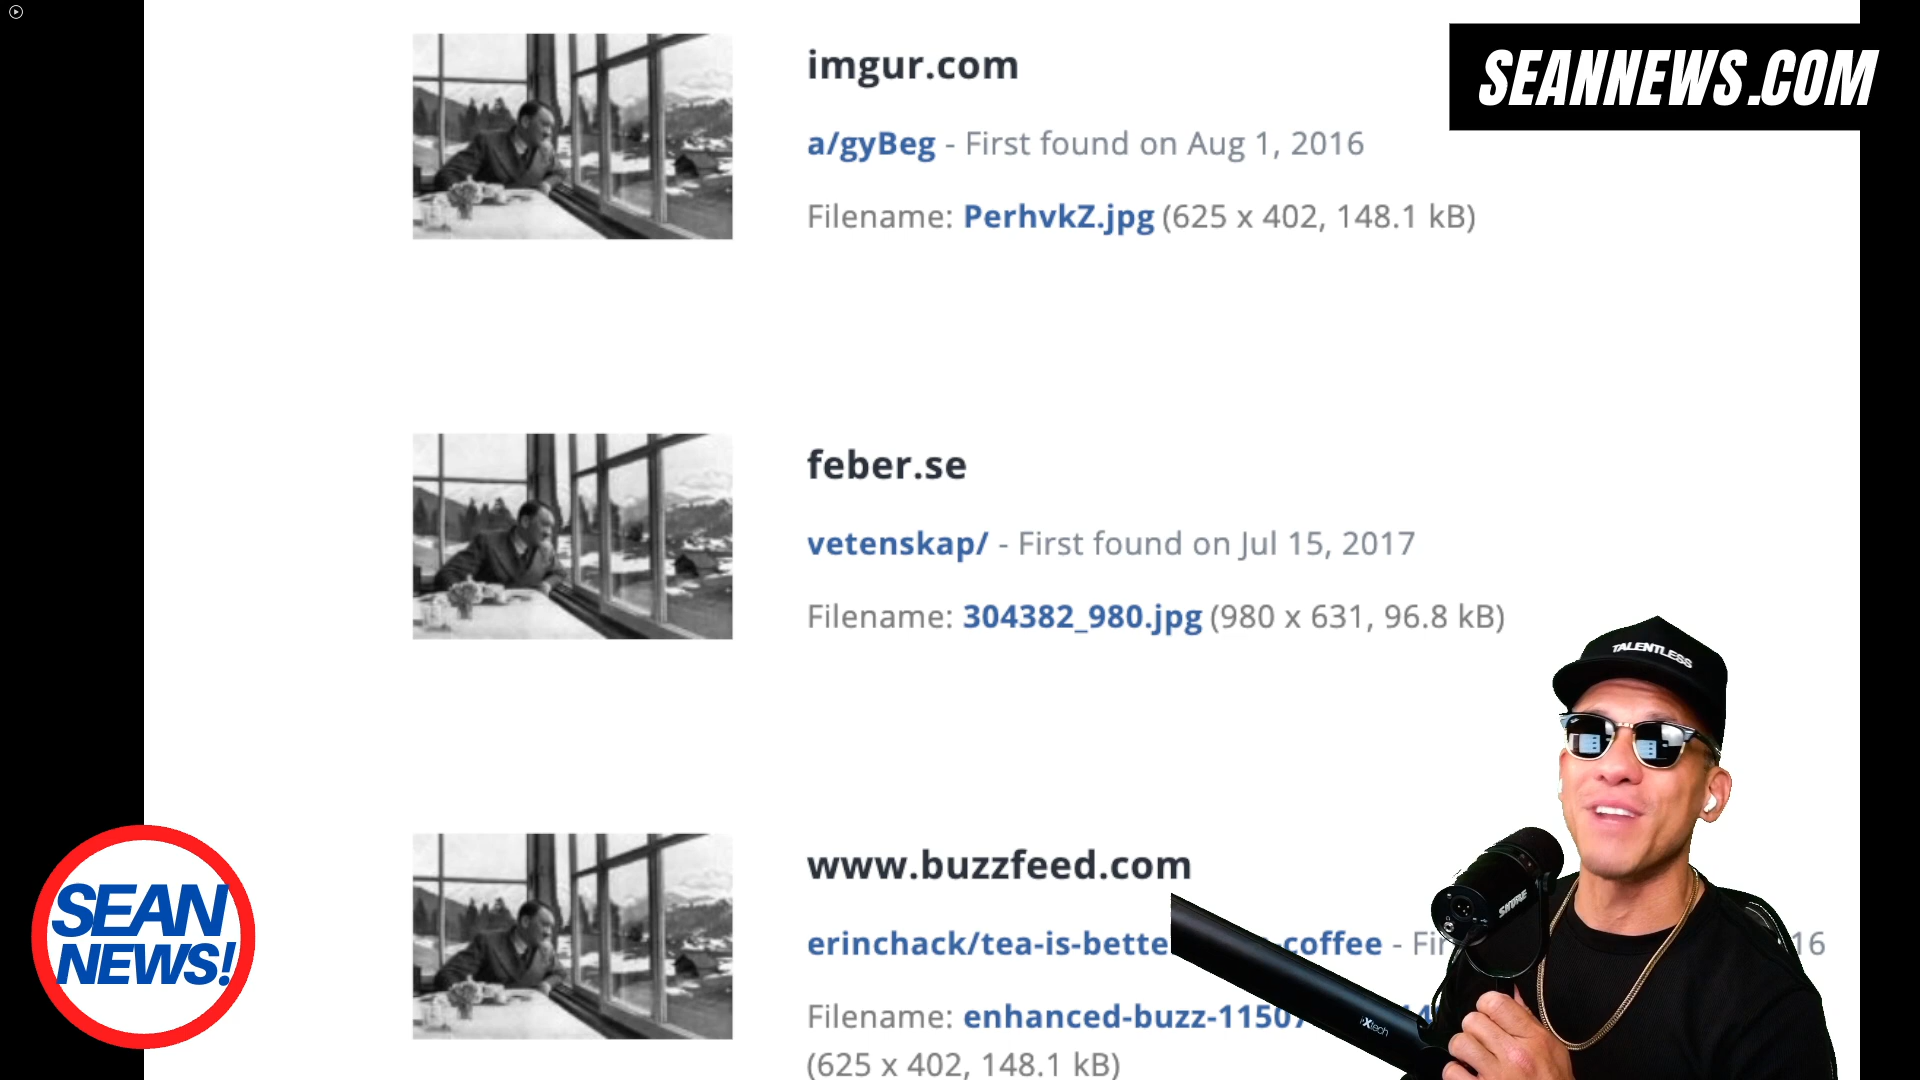 SEANNEWS.COM
imgur.com
a/gyBeg - First found on Aug 1, 2016
Filename: PerhvkZ.jpg (625 x 402, 148.1 kB)
feber.se
vetenskap/ - First found on Jul 15, 2017
Filename: 304382_980.jpg (980 x 631, 96.8 kB)
TALENTLESS
www.buzzfeed.com
erinchack/tea-is-bette coffee - Fir 16
Filename: enhanced-buzz-11507
(625 x 402, 148.1 kB)
SHURE
iXtech
SEAN
NEWS!